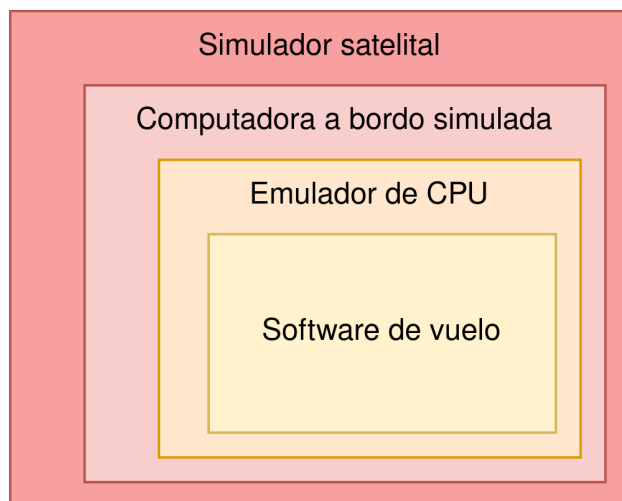 Simulador satelital
Computadora a bordo simulada
Emulador de CPU
Software de vuelo